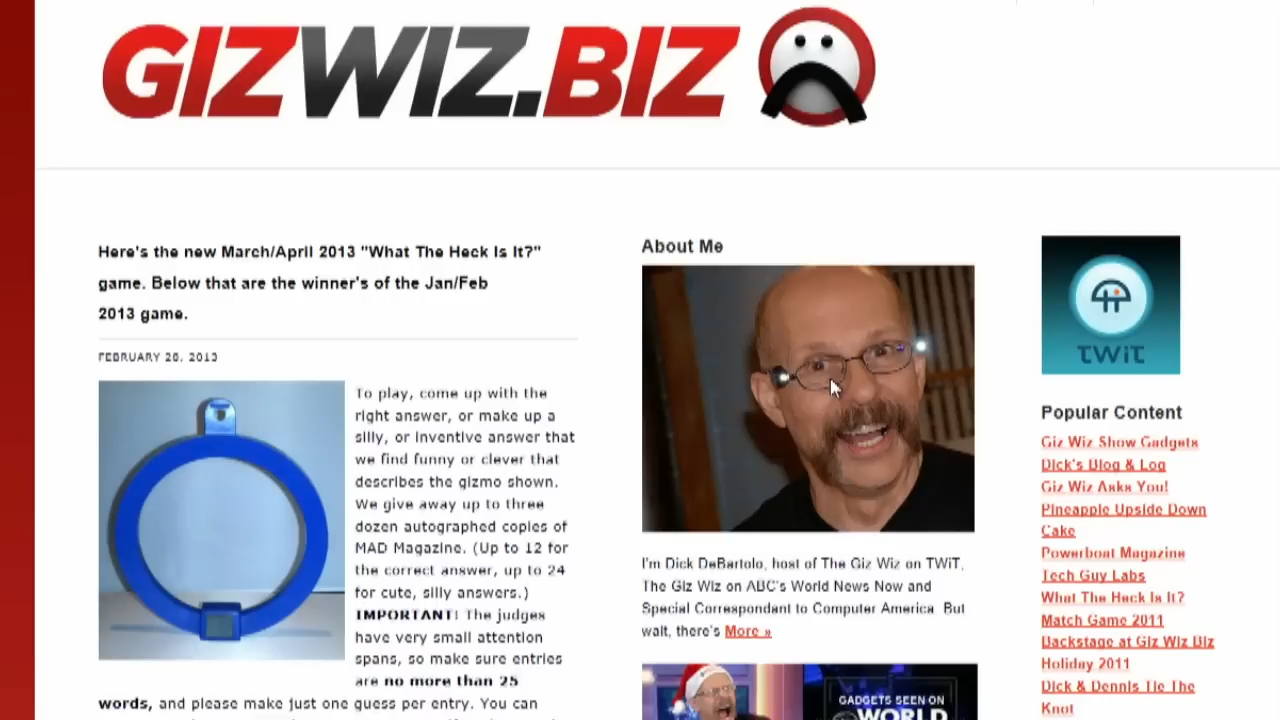 GIZWIZ.BIZ
Here's the new March/April 2013 "What The Heck Is It?"
game. Below that are the winner's of the Jan/Feb
2013 game.
FEBRUARY 28, 2013
To play, come up with the
right answer, or make up a
silly, or inventive answer that
we find funny or clever that
describes the gizmo shown.
We give away up to three
dozen autographed copies of
MAD Magazine. (Up to 12 for
the correct answer, up to 24
for cute, silly answers.)
IMPORTANT! The judges
have very small attention
spans, so make sure entries
are no more than 25
words, and please make just one guess per entry. You can
About Me
I'm Dick DeBartolo, host of The Giz Wiz on TWiT,
The Giz Wiz on ABC's World News Now and
Special Correspondant to Computer America. But
wait, there's More »
GADGETS SEEN ON
WORLD
TWiT
Popular Content
Giz Wiz Show Gadgets
Dick's Blog & Log
Giz Wiz Asks You!
Pineapple Upside Down
Cake
Powerboat Magazine
Tech Guy Labs
What The Heck Is It?
Match Game 2011
Backstage at Giz Wiz Biz
Holiday 2011
Dick & Dennis Tie The
Knot